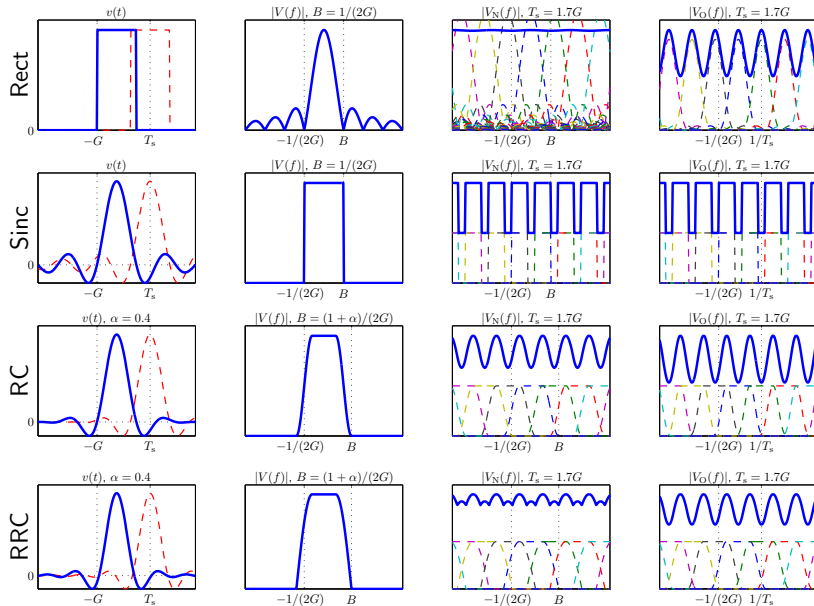 v(t)
|V(f)|, B = 1/(2G)
|V_N(f)|, T_s = 1.7G
|V_O(f)|, T_s = 1.7G
Rect
0
0
−G
T_s
−1/(2G)
B
−1/(2G)
B
−1/(2G)
1/T_s
v(t)
|V(f)|, B = 1/(2G)
|V_N(f)|, T_s = 1.7G
|V_O(f)|, T_s = 1.7G
Sinc
0
−G
T_s
−1/(2G)
B
−1/(2G)
B
−1/(2G)
1/T_s
v(t), α = 0.4
|V(f)|, B = (1 + α)/(2G)
|V_N(f)|, T_s = 1.7G
|V_O(f)|, T_s = 1.7G
RC
0
−G
T_s
−1/(2G)
B
−1/(2G)
B
−1/(2G)
1/T_s
v(t), α = 0.4
|V(f)|, B = (1 + α)/(2G)
|V_N(f)|, T_s = 1.7G
|V_O(f)|, T_s = 1.7G
RRC
0
−G
T_s
−1/(2G)
B
−1/(2G)
B
−1/(2G)
1/T_s